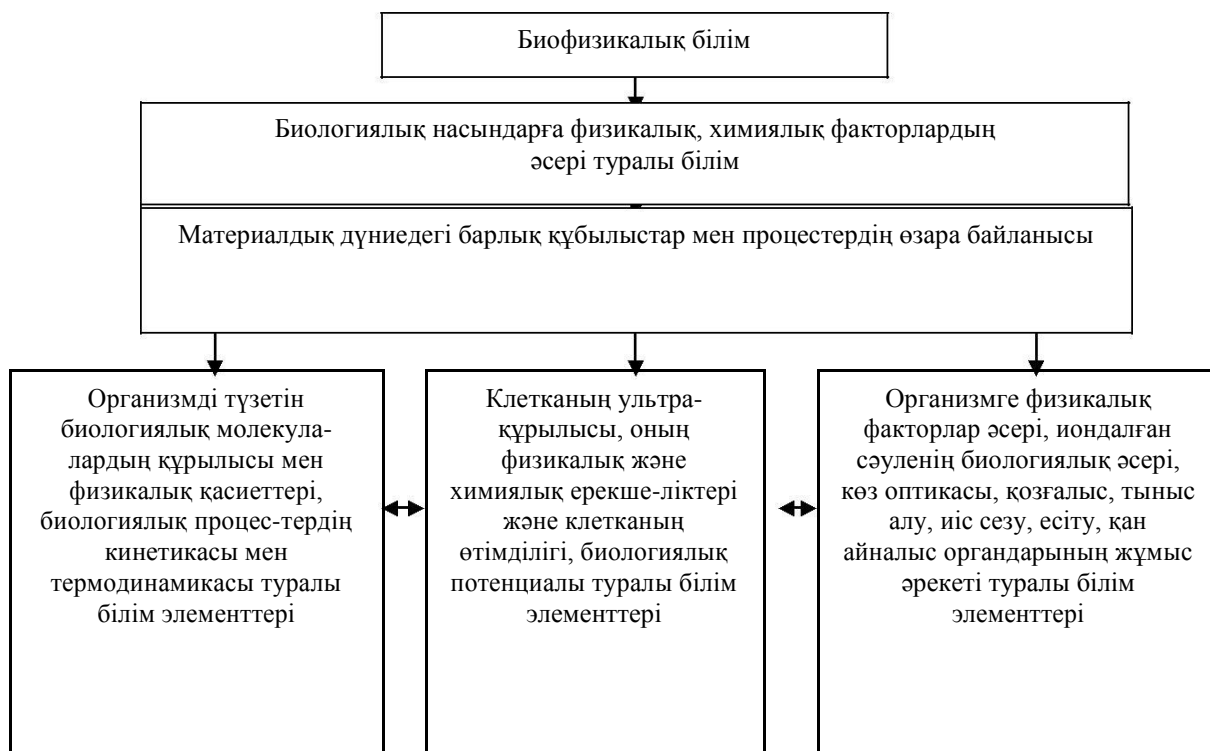 Биофизикалық білім
Биологиялық насындарға физикалық, химиялық факторлардың
әсері туралы білім
Материалдық дүниедегі барлық құбылыстар мен процестердің өзара байланысы
Организмді түзетін
биологиялық молекула-
лардың құрылысы мен
физикалық қасиеттері,
биологиялық процес-тердің
кинетикасы мен
термодинамикасы туралы
білім элементтері
Клетканың ультра-
құрылысы, оның
физикалық және
химиялық ерекше-ліктері
және клетканың
өтімділігі, биологиялық
потенциалы туралы білім
элементтері
Организмге физикалық
факторлар әсері, иондалған
сәуленің биологиялық әсері,
көз оптикасы, қозғалыс, тыныс
алу, иіс сезу, есіту, қан
айналыс органдарының жұмыс
әрекеті туралы білім
элементтері